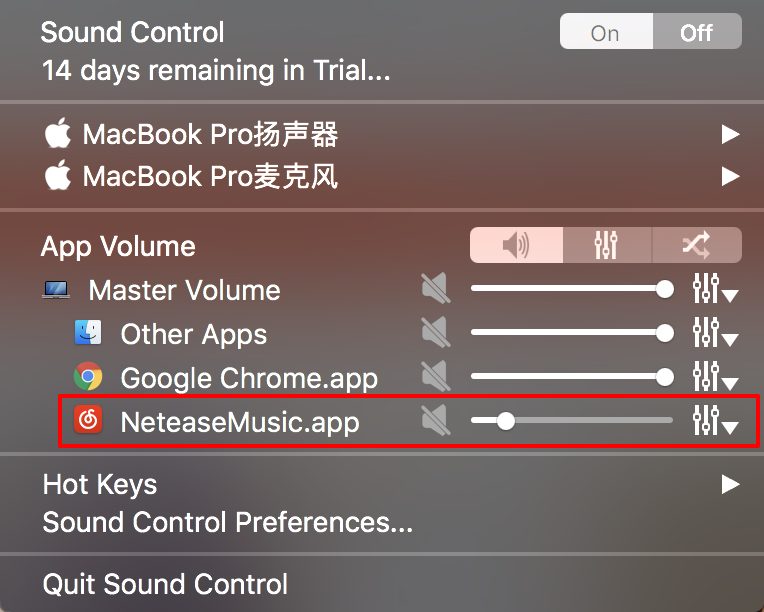 Sound Control On Off
14 days remaining in Trial...
MacBook Pro扬声器
MacBook Pro麦克风
App Volume
Master Volume
Other Apps
Google Chrome.app
NeteaseMusic.app
Hot Keys
Sound Control Preferences...
Quit Sound Control